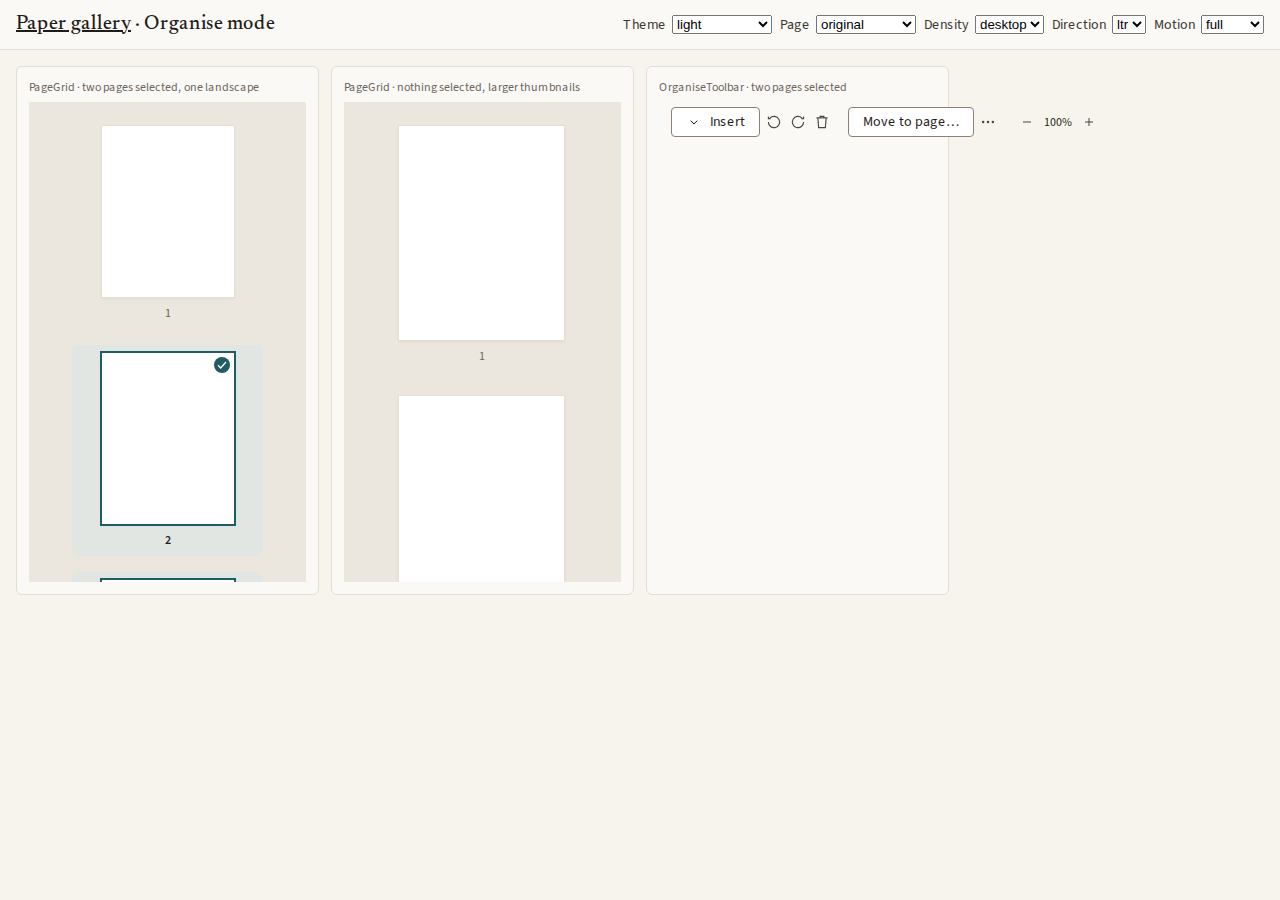 Paper gallery · Organise mode
Theme light Page original Density desktop Direction ltr Motion full
PageGrid · two pages selected, one landscape
1
2
PageGrid · nothing selected, larger thumbnails
1
OrganiseToolbar · two pages selected
Insert Move to page… 100%